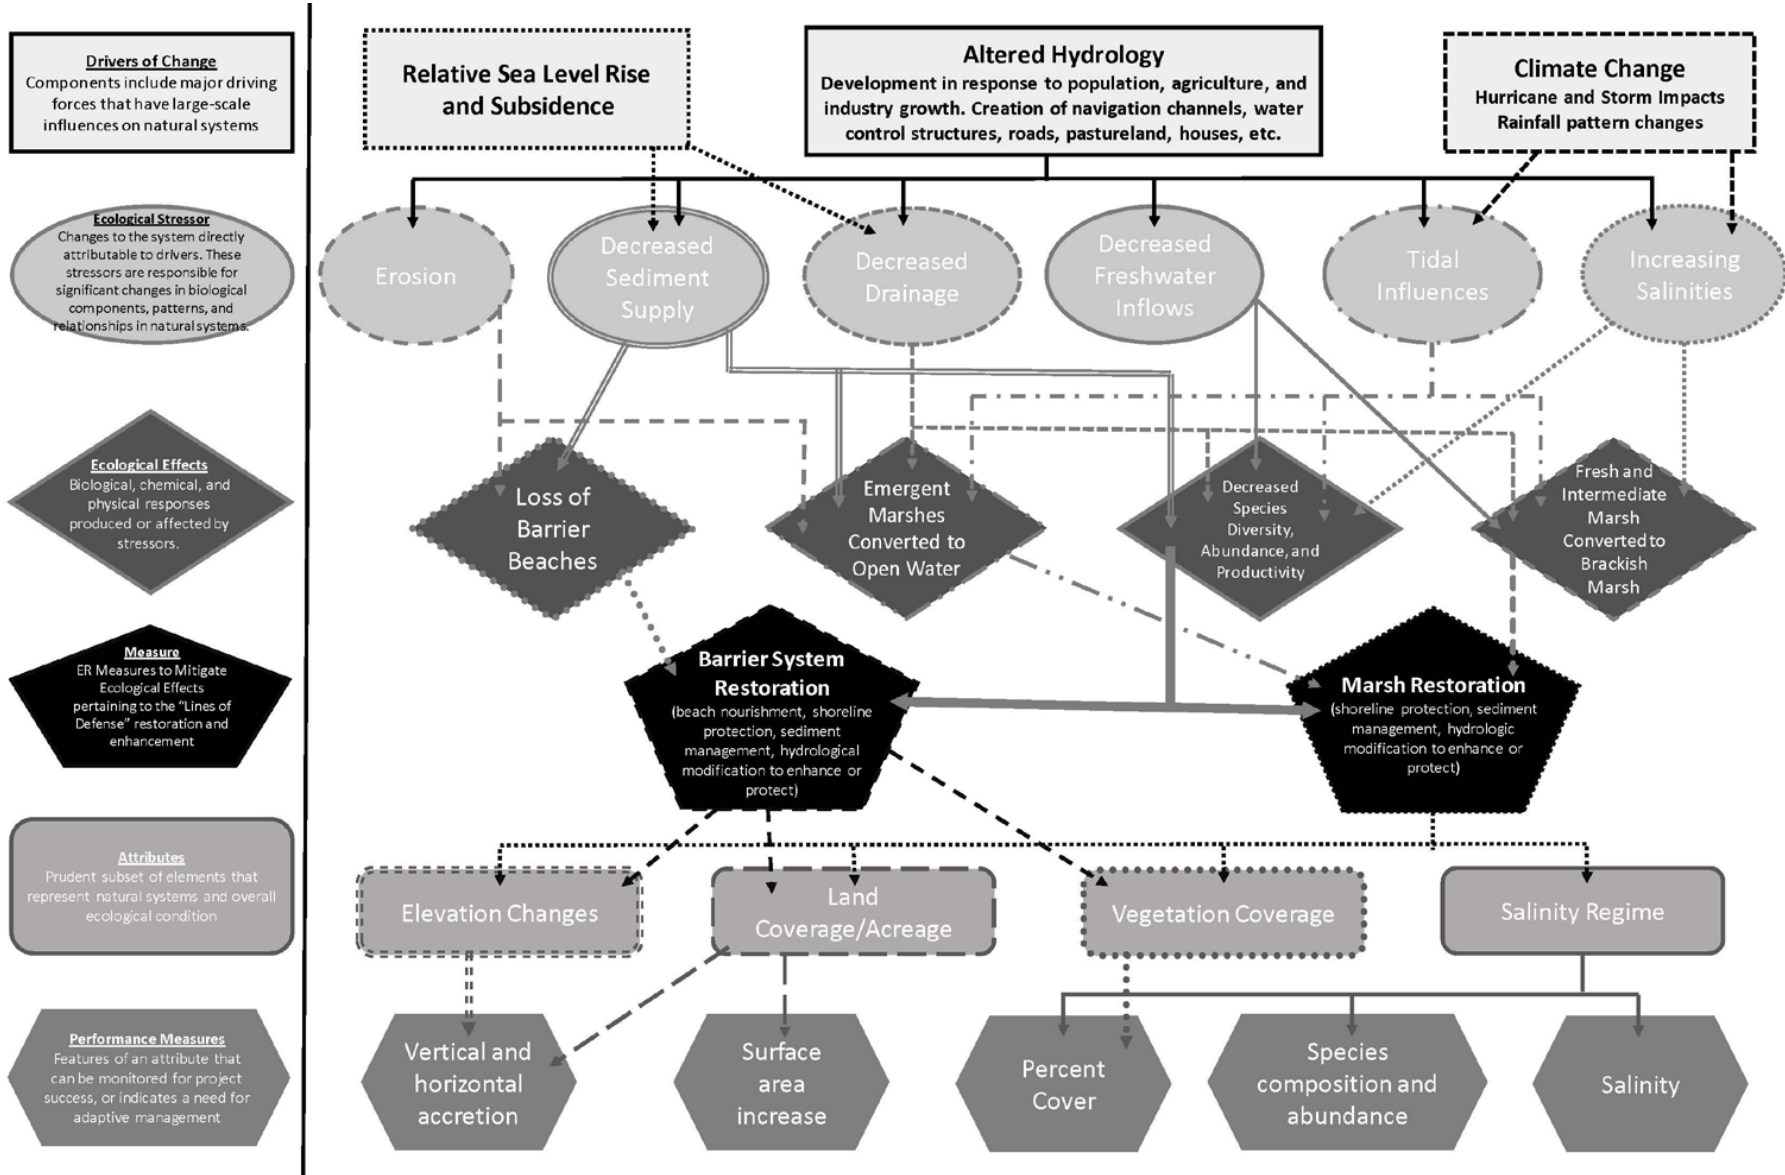 Drivers of Change
Components include major driving
forces that have large-scale
influences on natural systems
Ecological Stressor
Changes to the system directly
attributable to drivers. These
stressors are responsible for
significant changes in biological
components, patterns, and
relationships in natural systems.
Ecological Effects
Biological, chemical, and
physical responses
produced or affected by
stressors.
Measure
ER Measures to Mitigate
Ecological Effects
pertaining to the “Lines of
Defense” restoration and
enhancement
Attributes
Prudent subset of elements that
represent natural systems and overall
ecological condition
Performance Measures
Features of an attribute that
can be monitored for project
success, or indicates a need for
adaptive management
Relative Sea Level Rise
and Subsidence
Altered Hydrology
Development in response to population, agriculture, and
industry growth. Creation of navigation channels, water
control structures, roads, pastureland, houses, etc.
Climate Change
Hurricane and Storm Impacts
Rainfall pattern changes
Erosion
Decreased
Sediment
Supply
Decreased
Drainage
Decreased
Freshwater
Inflows
Tidal
Influences
Increasing
Salinities
Loss of
Barrier
Beaches
Emergent
Marshes
Converted to
Open Water
Decreased
Species
Diversity,
Abundance, and
Productivity
Fresh and
Intermediate
Marsh
Converted to
Brackish
Marsh
Barrier System
Restoration
(beach nourishment, shoreline
protection, sediment
management, hydrological
modification to enhance or
protect)
Marsh Restoration
(shoreline protection, sediment
management, hydrologic
modification to enhance or
protect)
Elevation Changes
Land
Coverage/Acreage
Vegetation Coverage
Salinity Regime
Vertical and
horizontal
accretion
Surface
area
increase
Percent
Cover
Species
composition and
abundance
Salinity